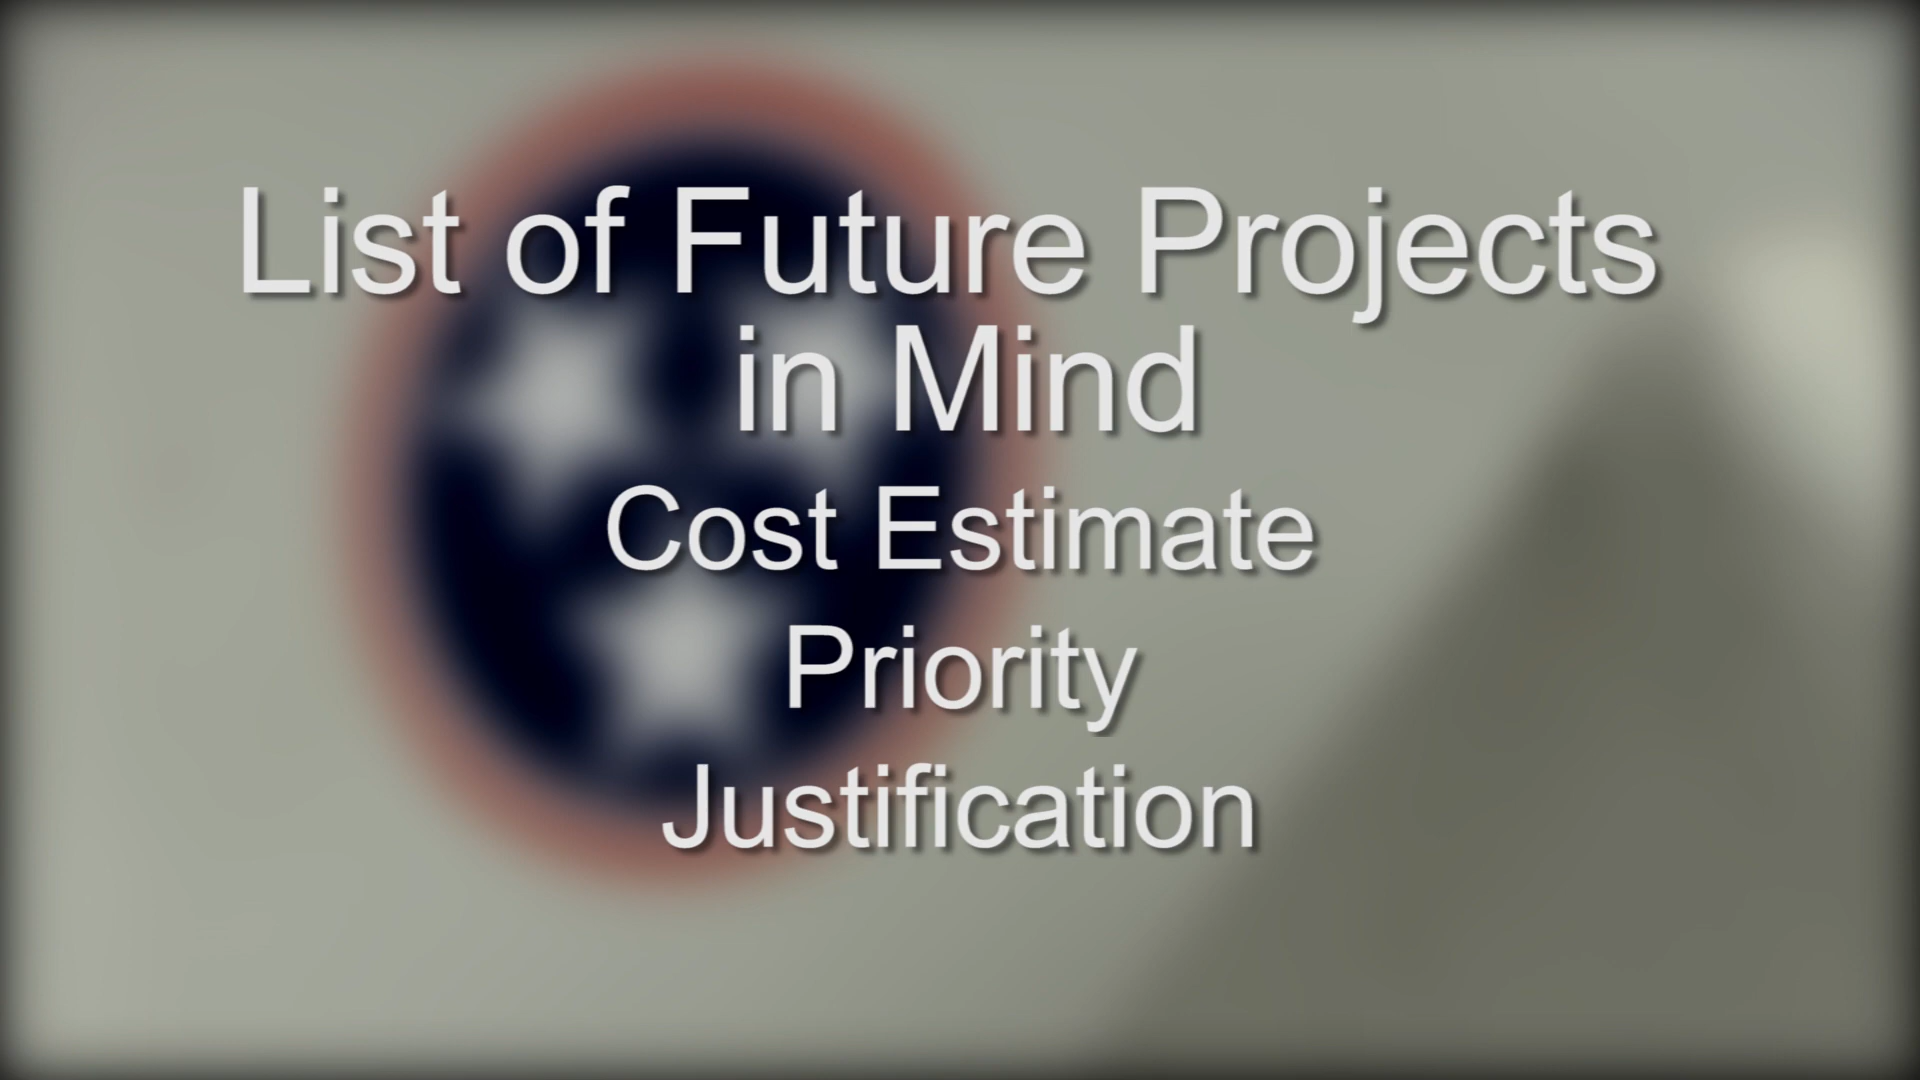 List of Future Projects
in Mind
Cost Estimate
Priority
Justification